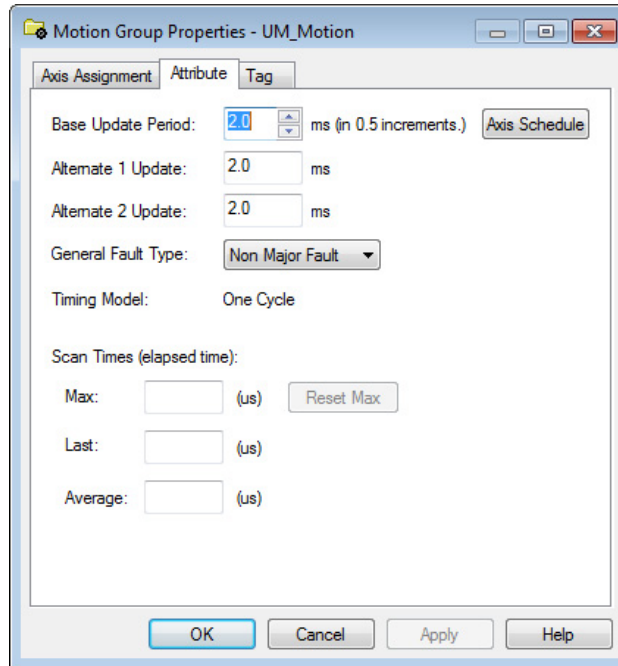 Motion Group Properties - UM_Motion
Axis Assignment Attribute Tag
Base Update Period: 2.0 ms (in 0.5 increments.) Axis Schedule
Alternate 1 Update: 2.0 ms
Alternate 2 Update: 2.0 ms
General Fault Type: Non Major Fault
Timing Model: One Cycle
Scan Times (elapsed time):
Max: (us) Reset Max
Last: (us)
Average: (us)
OK Cancel Apply Help